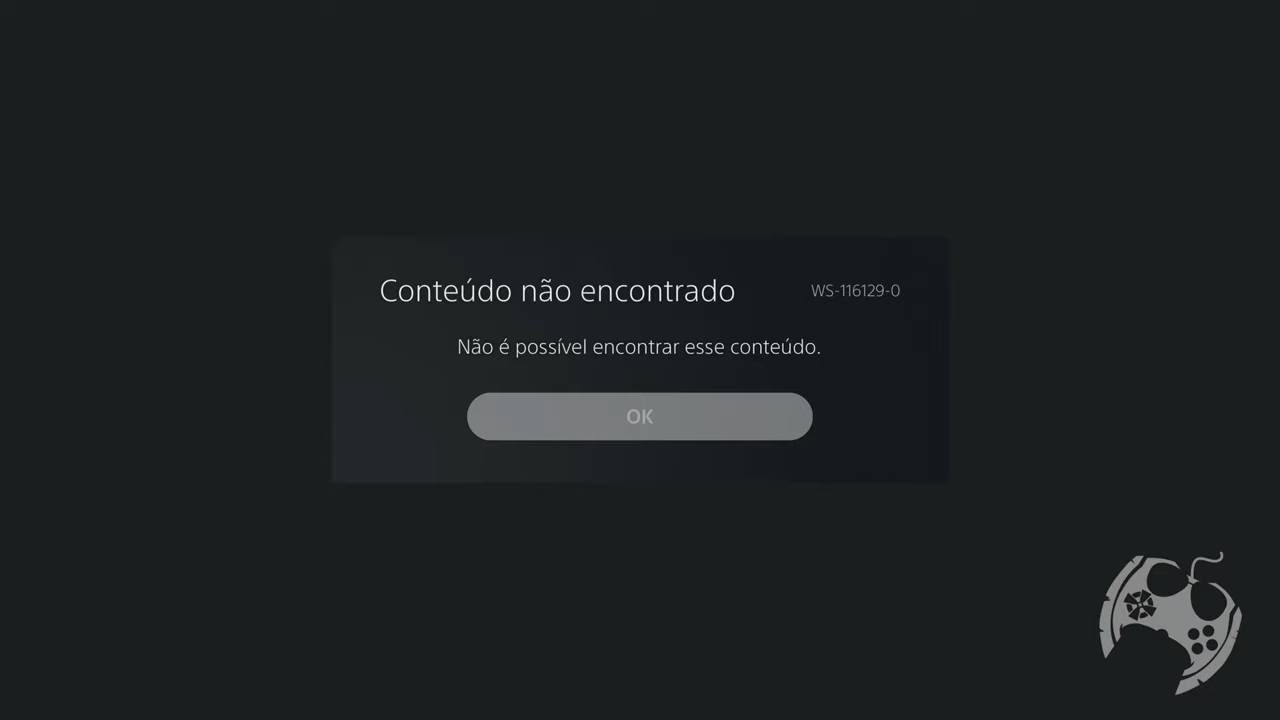 Conteúdo não encontrado WS-116129-0
Não é possível encontrar esse conteúdo.
OK